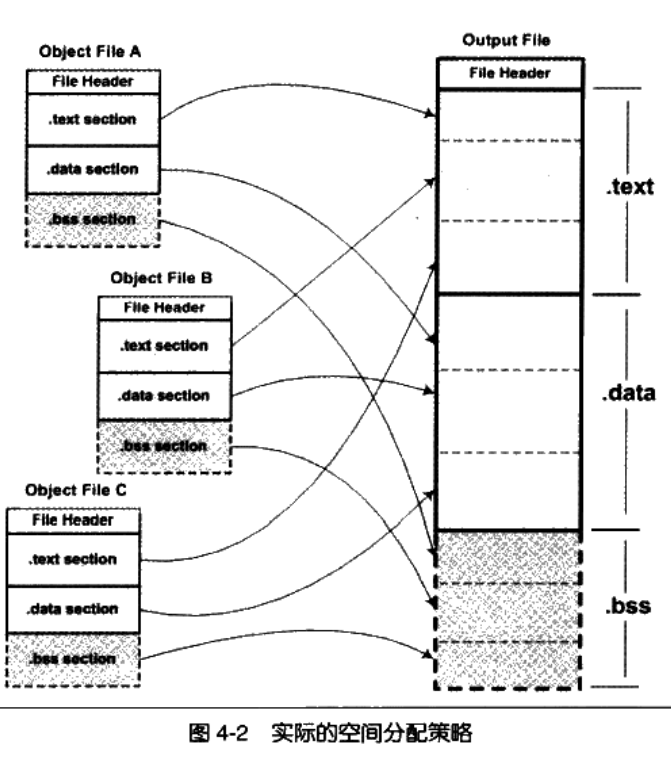 Object File A
File Header
.text section
.data section
.bss section
Object File B
File Header
.text section
.data section
.bss section
Object File C
File Header
.text section
.data section
.bss section
Output File
File Header
.text
.data
.bss
图 4-2 实际的空间分配策略